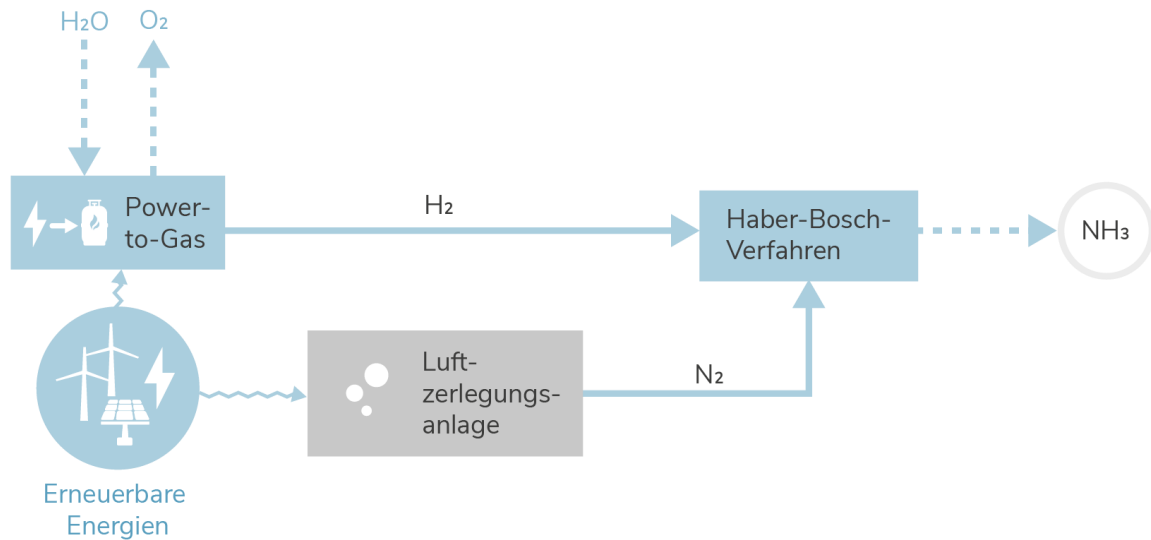 H₂O
O₂
Power-
to-Gas
H₂
Haber-Bosch-
Verfahren
NH₃
Luft-
zerlegungs-
anlage
N₂
Erneuerbare
Energien